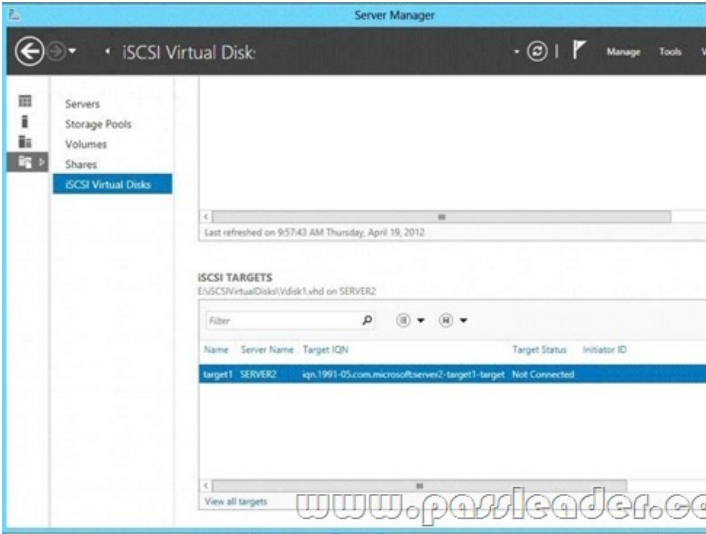 Server Manager
iSCSI Virtual Disks
Manage Tools V
Servers
Storage Pools
Volumes
Shares
iSCSI Virtual Disks
Last refreshed on 9:57:43 AM Thursday, April 19, 2012
iSCSI TARGETS
E:\iSCSIVirtualDisks\Vdisk1.vhd on SERVER2
Filter
Name Server Name Target IQN Target Status Initiator ID
target1 SERVER2 iqn.1991-05.com.microsoft:server2-target1-target Not Connected
View all targets
www.passleader.co